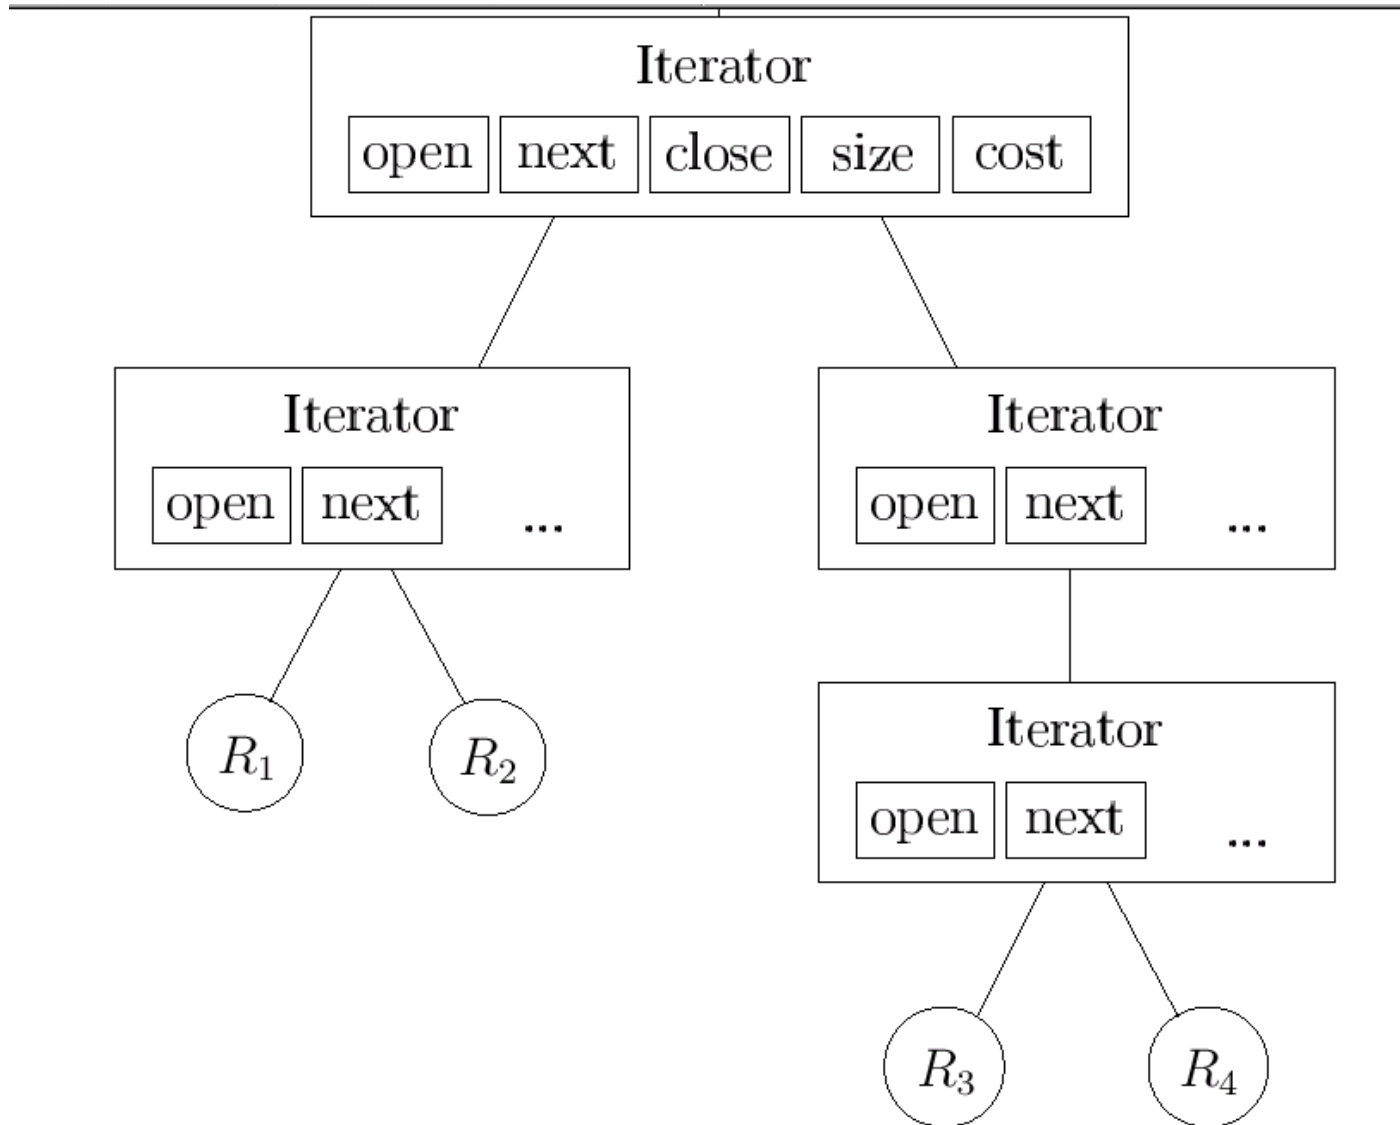 Iterator
open next close size cost
Iterator Iterator
open next ... open next ...
R₁ R₂
Iterator
open next ...
R₃ R₄